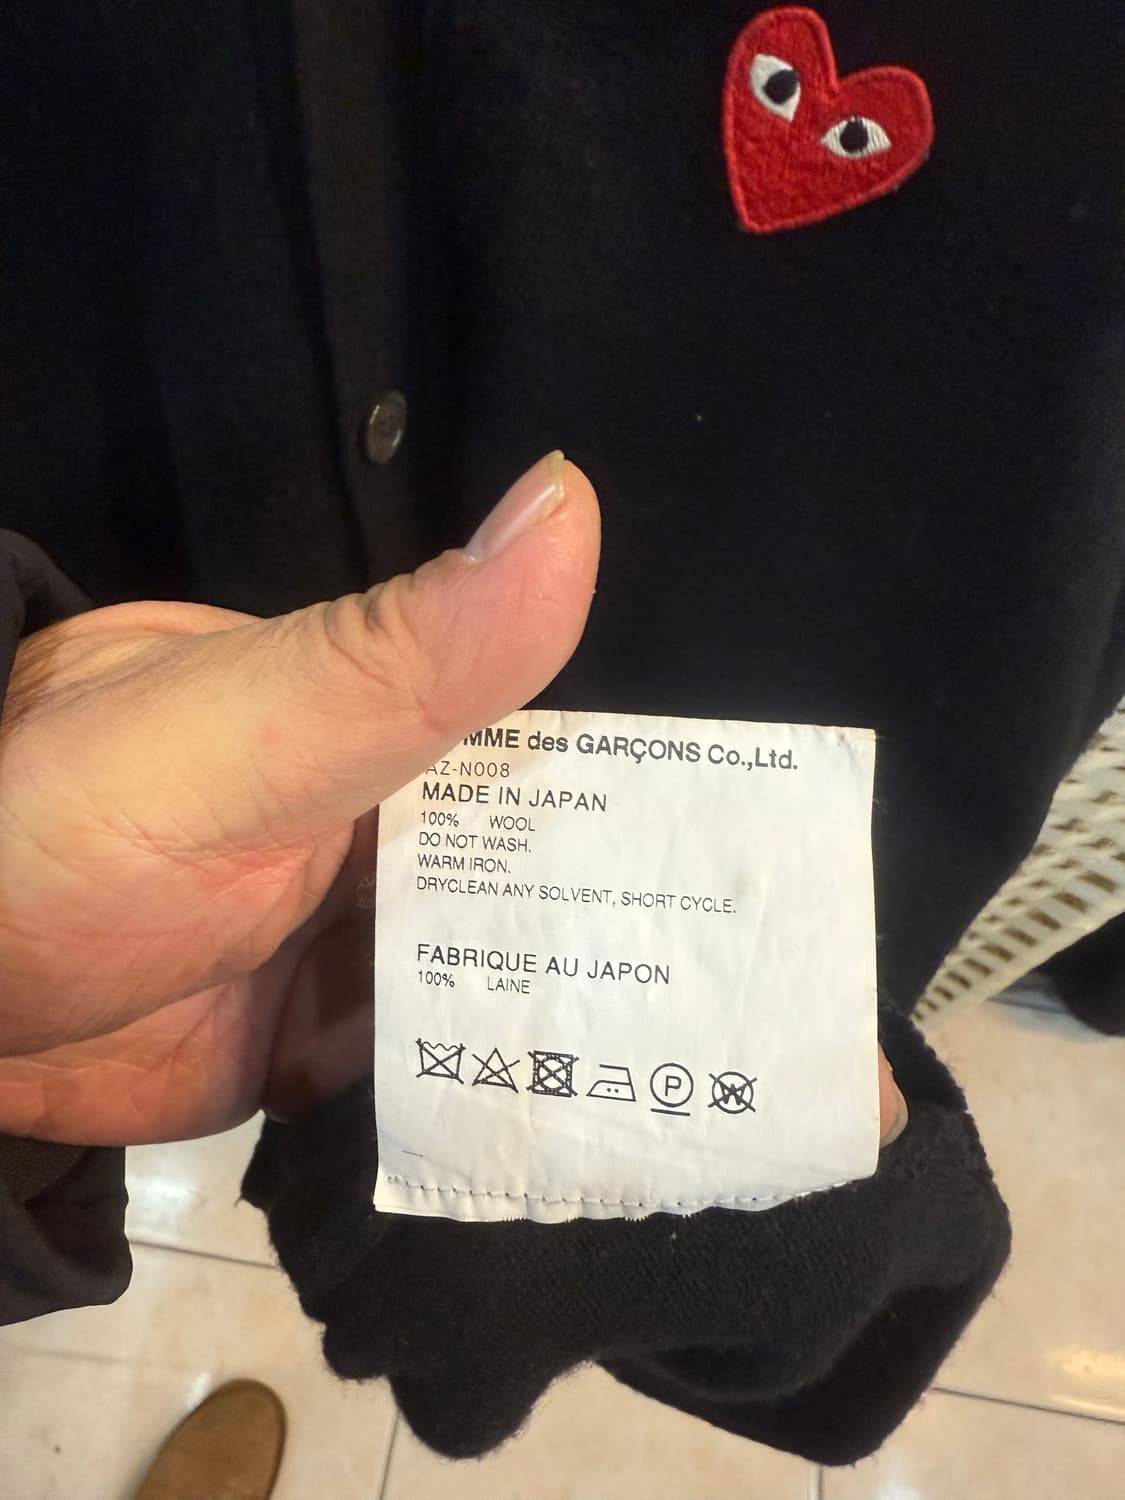 MME des GARÇONS Co.,Ltd.
AZ-N008
MADE IN JAPAN
100% WOOL
DO NOT WASH.
WARM IRON.
DRYCLEAN ANY SOLVENT, SHORT CYCLE.
FABRIQUE AU JAPON
100% LAINE
P
W